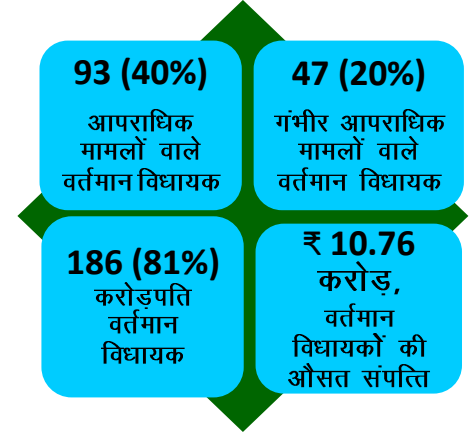 93 (40%)
आपराधिक
मामलों वाले
वर्तमान विधायक
47 (20%)
गंभीर आपराधिक
मामलों वाले
वर्तमान विधायक
186 (81%)
करोड़पति
वर्तमान
विधायक
₹ 10.76
करोड़,
वर्तमान
विधायकों की
औसत संपत्ति